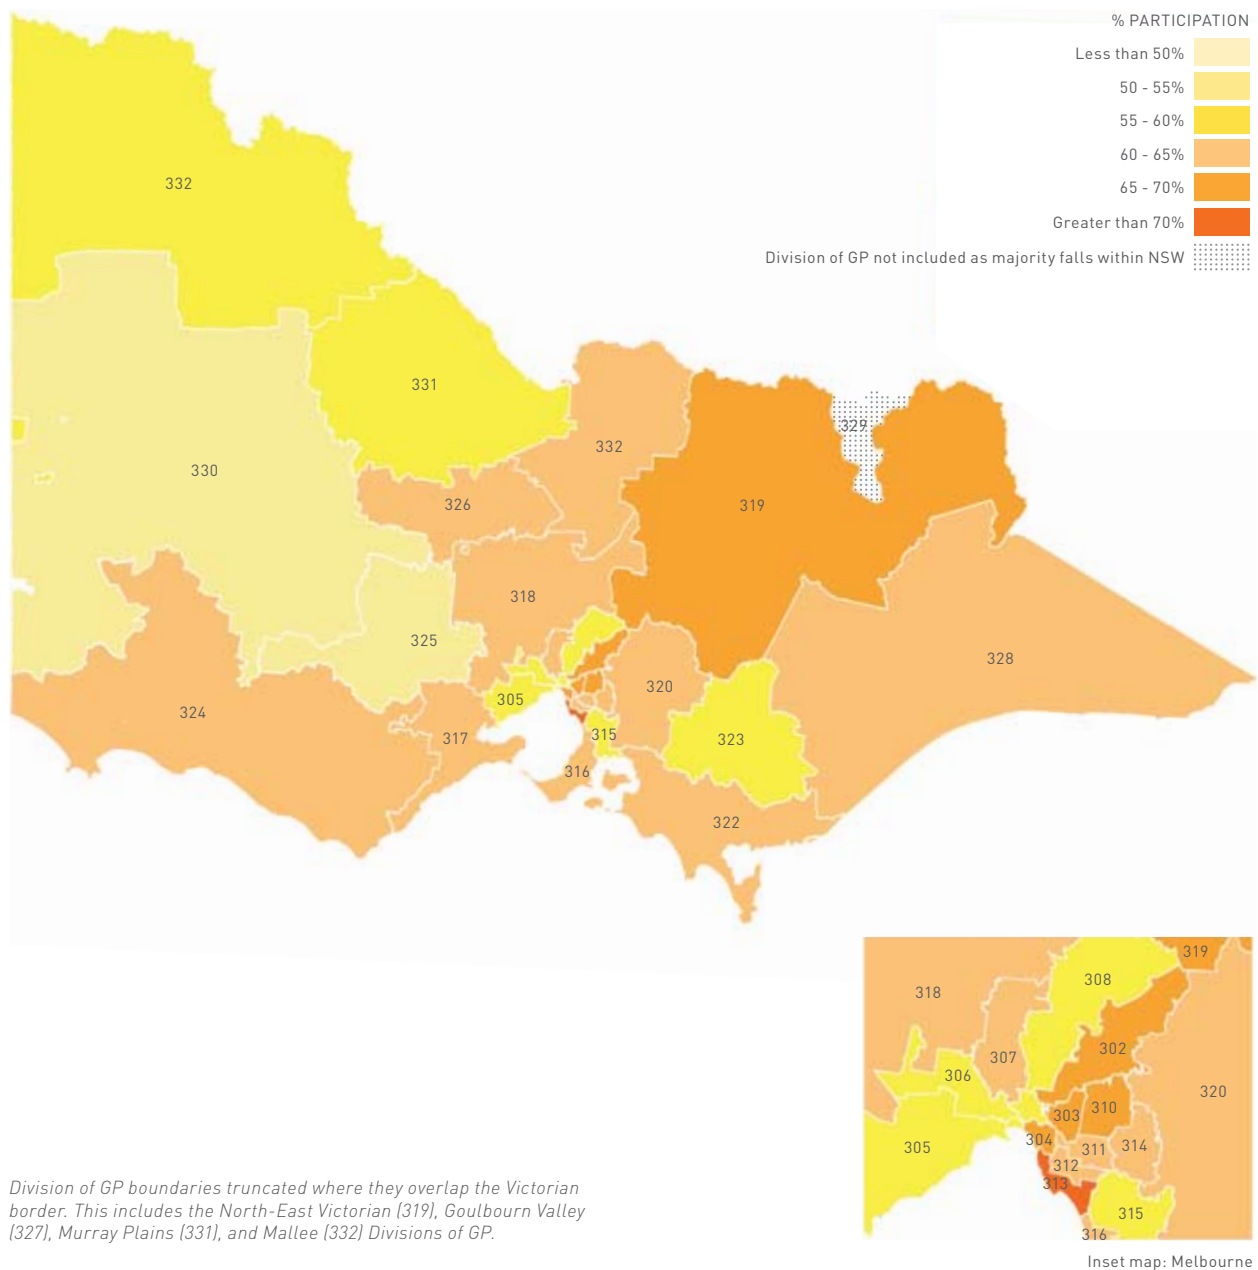 % PARTICIPATION
Less than 50%
50 - 55%
55 - 60%
60 - 65%
65 - 70%
Greater than 70%
Division of GP not included as majority falls within NSW
332
331
329
332
330
326
319
318
325
328
320
305
324
315
317
323
316
322
319
318
308
307
302
306
320
303
310
304
311
314
305
312
313
315
316
Division of GP boundaries truncated where they overlap the Victorian
border. This includes the North-East Victorian (319), Goulbourn Valley
(327), Murray Plains (331), and Mallee (332) Divisions of GP.
Inset map: Melbourne